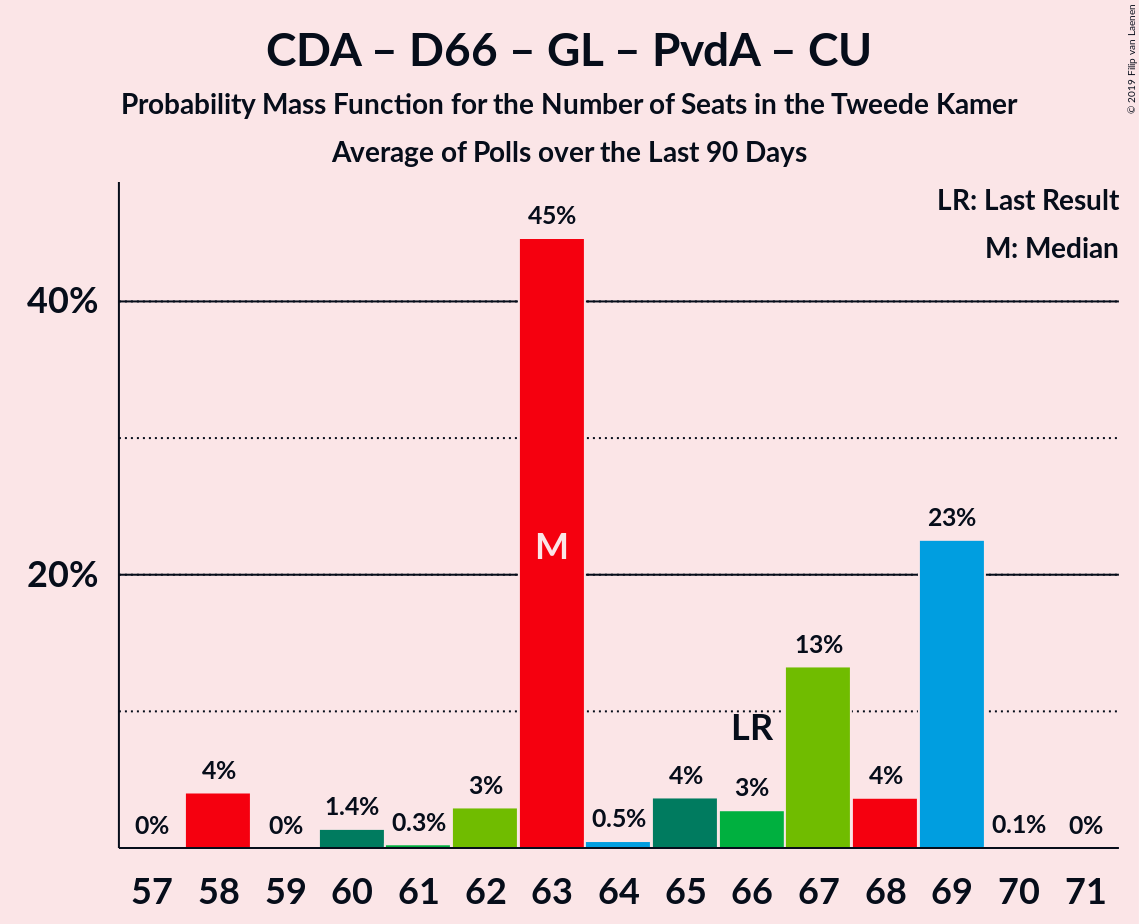 CDA – D66 – GL – PvdA – CU
Probability Mass Function for the Number of Seats in the Tweede Kamer
Average of Polls over the Last 90 Days
© 2019 Filip van Laenen
LR: Last Result
M: Median
40%
20%
0%
4%
0%
1.4%
0.3%
3%
45%
M
0.5%
4%
3%
LR
13%
4%
23%
0.1%
0%
57 58 59 60 61 62 63 64 65 66 67 68 69 70 71